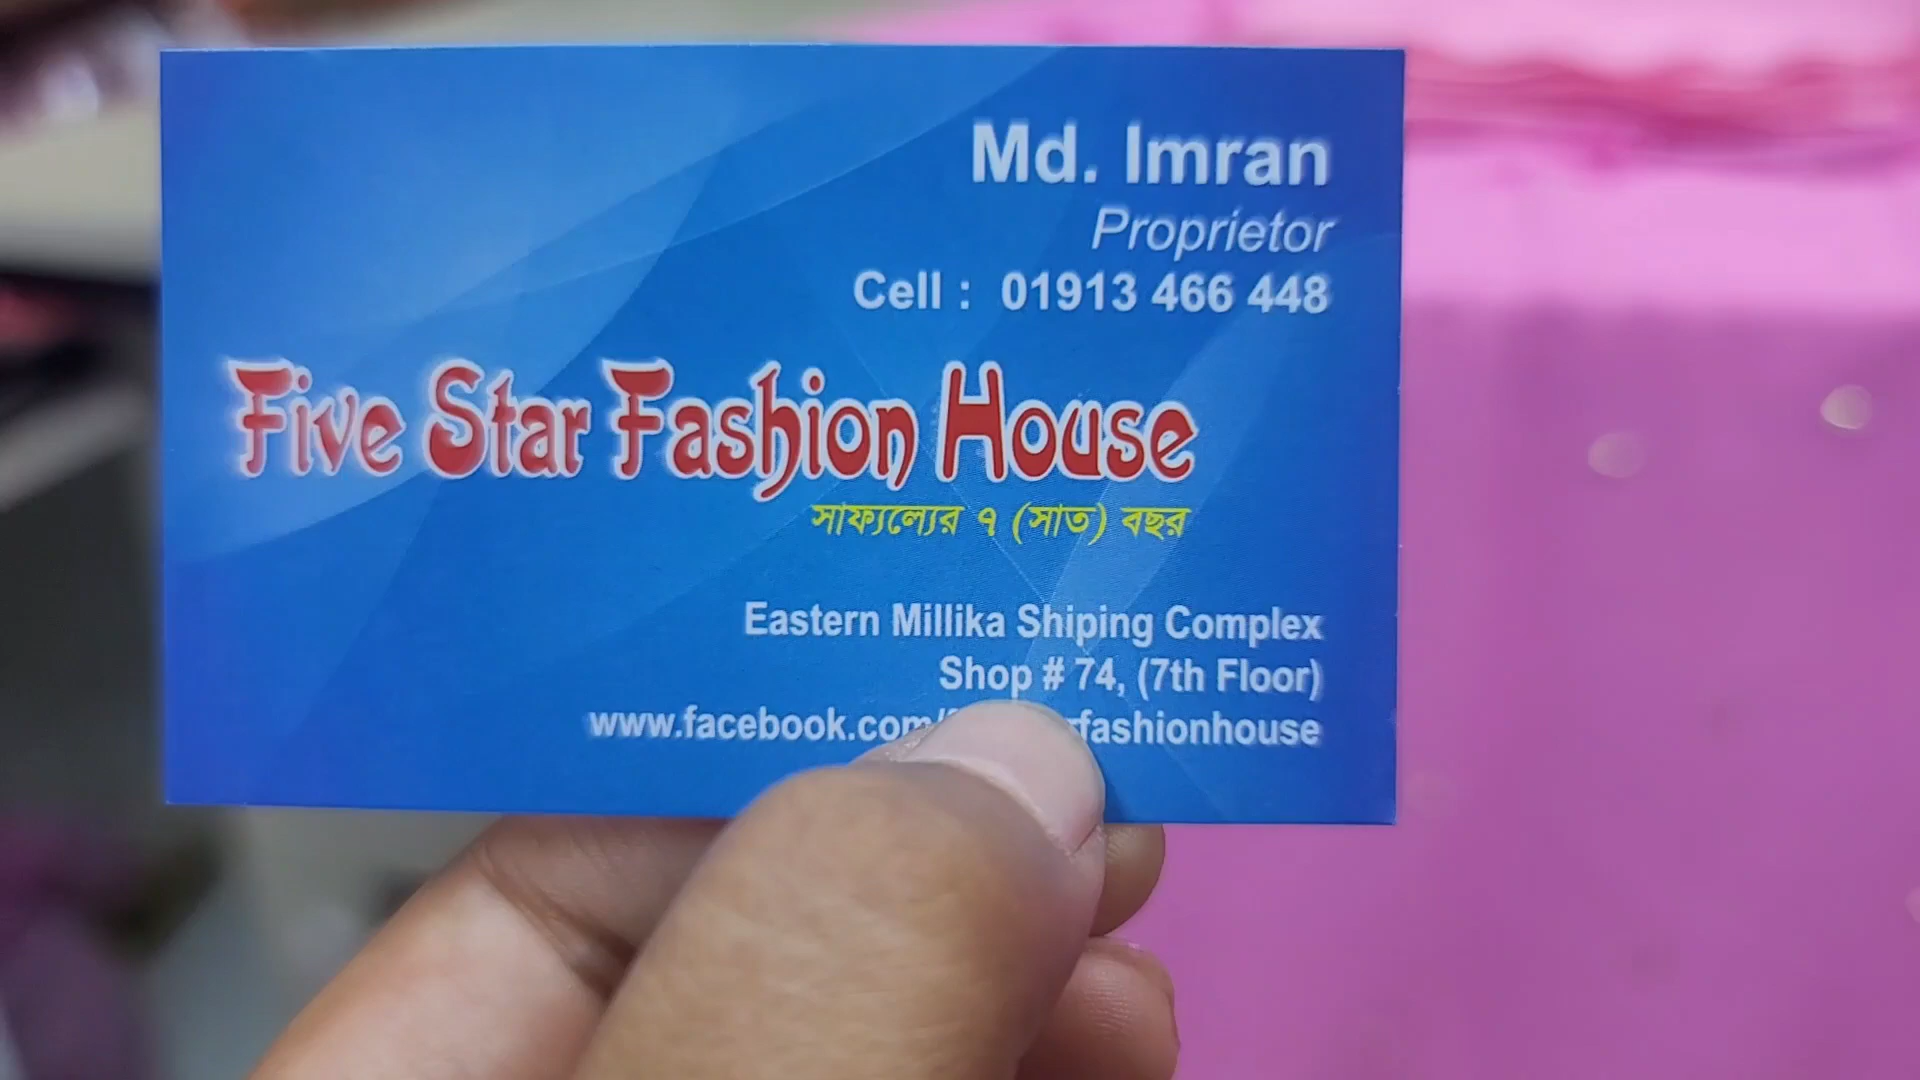 Md. Imran
Proprietor
Cell : 01913 466 448
Five Star Fashion House
সাফ্যল্যের ৭ (সাত) বছর
Eastern Millika Shiping Complex
Shop # 74, (7th Floor)
www.facebook.com/ fashionhouse